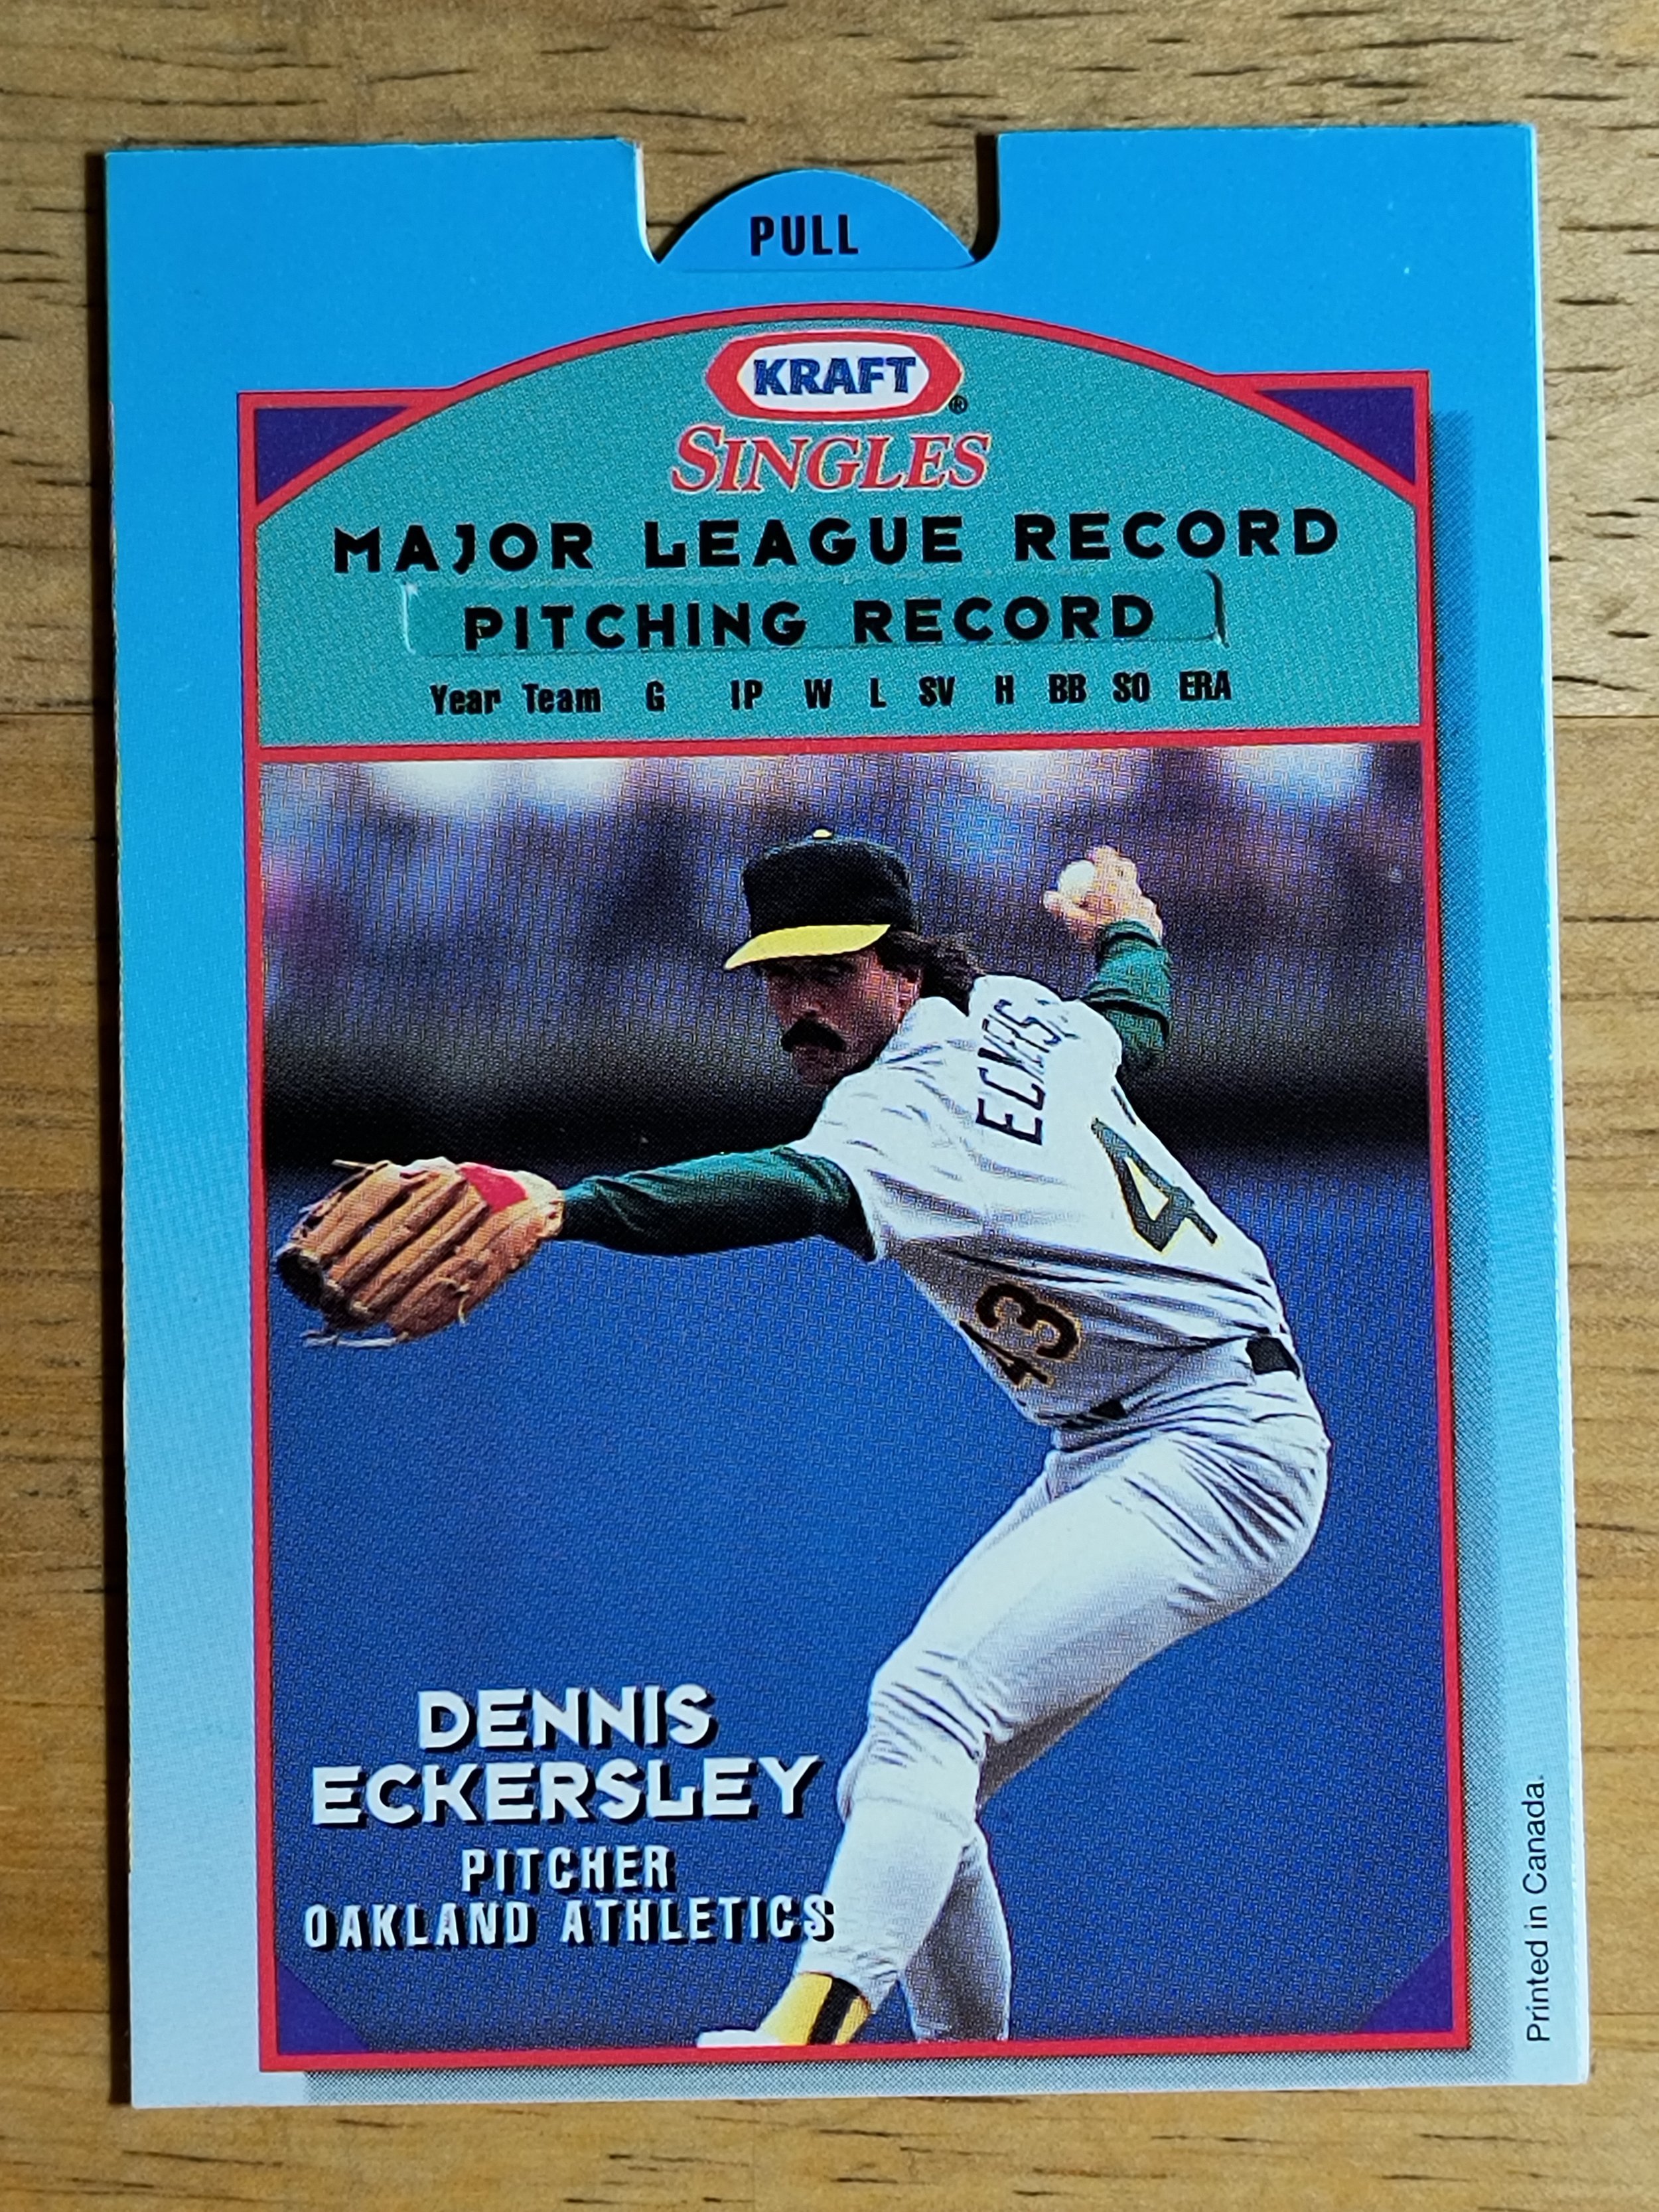 PULL
KRAFT®
SINGLES
MAJOR LEAGUE RECORD
PITCHING RECORD
Year Team G IP W L SV H BB SO ERA
43
DENNIS
ECKERSLEY
PITCHER
OAKLAND ATHLETICS
Printed in Canada.